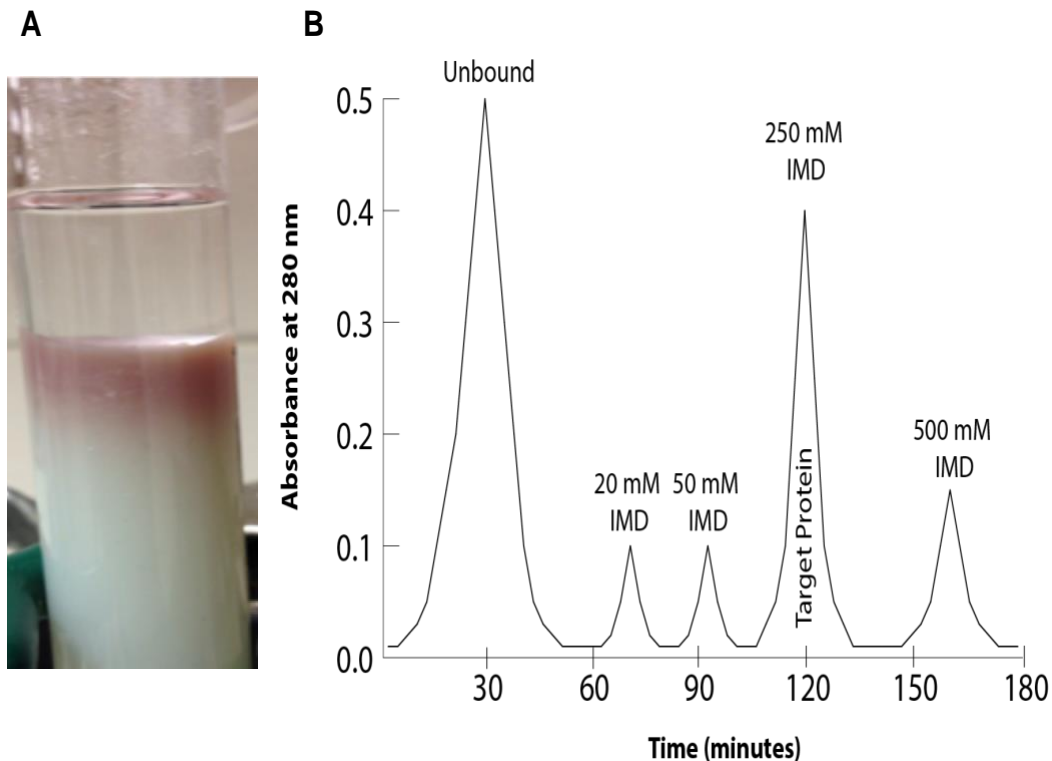 A
B
Unbound
0.5
250 mM
IMD
0.4
0.3
500 mM
IMD
0.2
20 mM 50 mM
IMD IMD
0.1
0.0
Target Protein
Absorbance at 280 nm
30 60 90 120 150 180
Time (minutes)